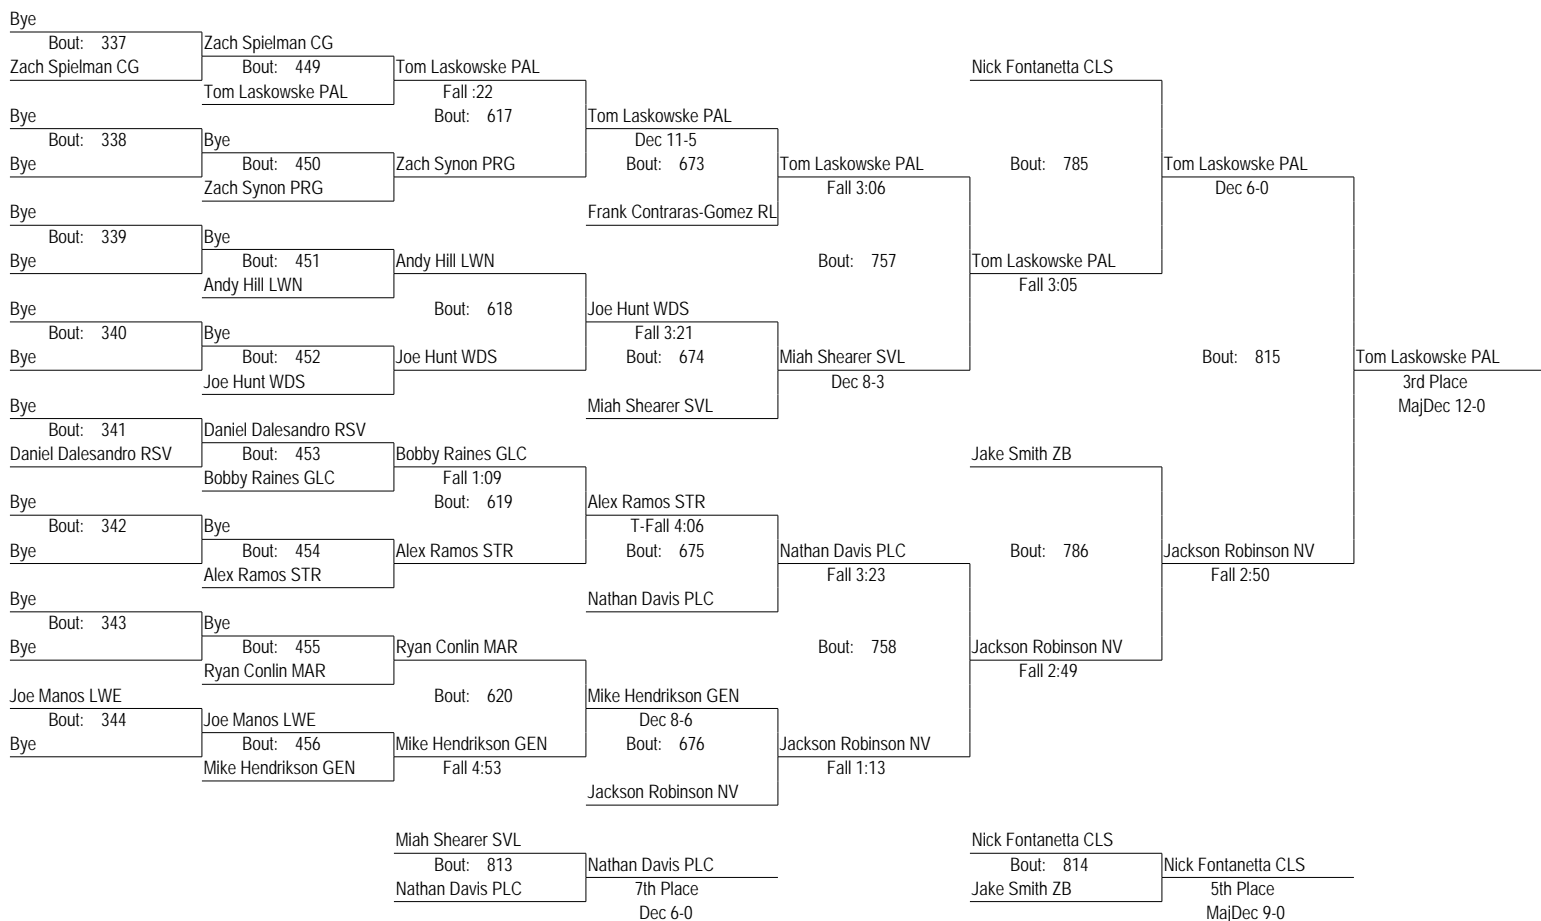 Bye
Bout: 337 Zach Spielman CG
Zach Spielman CG Bout: 449 Tom Laskowske PAL Nick Fontanetta CLS
Tom Laskowske PAL Fall :22
Bye Bout: 617 Tom Laskowske PAL
Bout: 338 Bye Dec 11-5
Bye Bout: 450 Zach Synon PRG Bout: 673 Tom Laskowske PAL Bout: 785 Tom Laskowske PAL
Zach Synon PRG Fall 3:06 Dec 6-0
Bye Frank Contraras-Gomez RL
Bout: 339 Bye
Bye Bout: 451 Andy Hill LWN Bout: 757 Tom Laskowske PAL
Andy Hill LWN Fall 3:05
Bye Bout: 618 Joe Hunt WDS
Bout: 340 Bye Fall 3:21
Bye Bout: 452 Joe Hunt WDS Bout: 674 Miah Shearer SVL Bout: 815 Tom Laskowske PAL
Joe Hunt WDS Dec 8-3 3rd Place
Bye Miah Shearer SVL MajDec 12-0
Bout: 341 Daniel Dalesandro RSV
Daniel Dalesandro RSV Bout: 453 Bobby Raines GLC Jake Smith ZB
Bobby Raines GLC Fall 1:09
Bye Bout: 619 Alex Ramos STR
Bout: 342 Bye T-Fall 4:06
Bye Bout: 454 Alex Ramos STR Bout: 675 Nathan Davis PLC Bout: 786 Jackson Robinson NV
Alex Ramos STR Fall 3:23 Fall 2:50
Bye Nathan Davis PLC
Bout: 343 Bye
Bye Bout: 455 Ryan Conlin MAR Bout: 758 Jackson Robinson NV
Ryan Conlin MAR Fall 2:49
Joe Manos LWE Bout: 620 Mike Hendrikson GEN
Bout: 344 Joe Manos LWE Dec 8-6
Bye Bout: 456 Mike Hendrikson GEN Bout: 676 Jackson Robinson NV
Mike Hendrikson GEN Fall 4:53 Fall 1:13
Jackson Robinson NV
Miah Shearer SVL Nick Fontanetta CLS
Bout: 813 Nathan Davis PLC Bout: 814 Nick Fontanetta CLS
Nathan Davis PLC 7th Place Jake Smith ZB 5th Place
Dec 6-0 MajDec 9-0